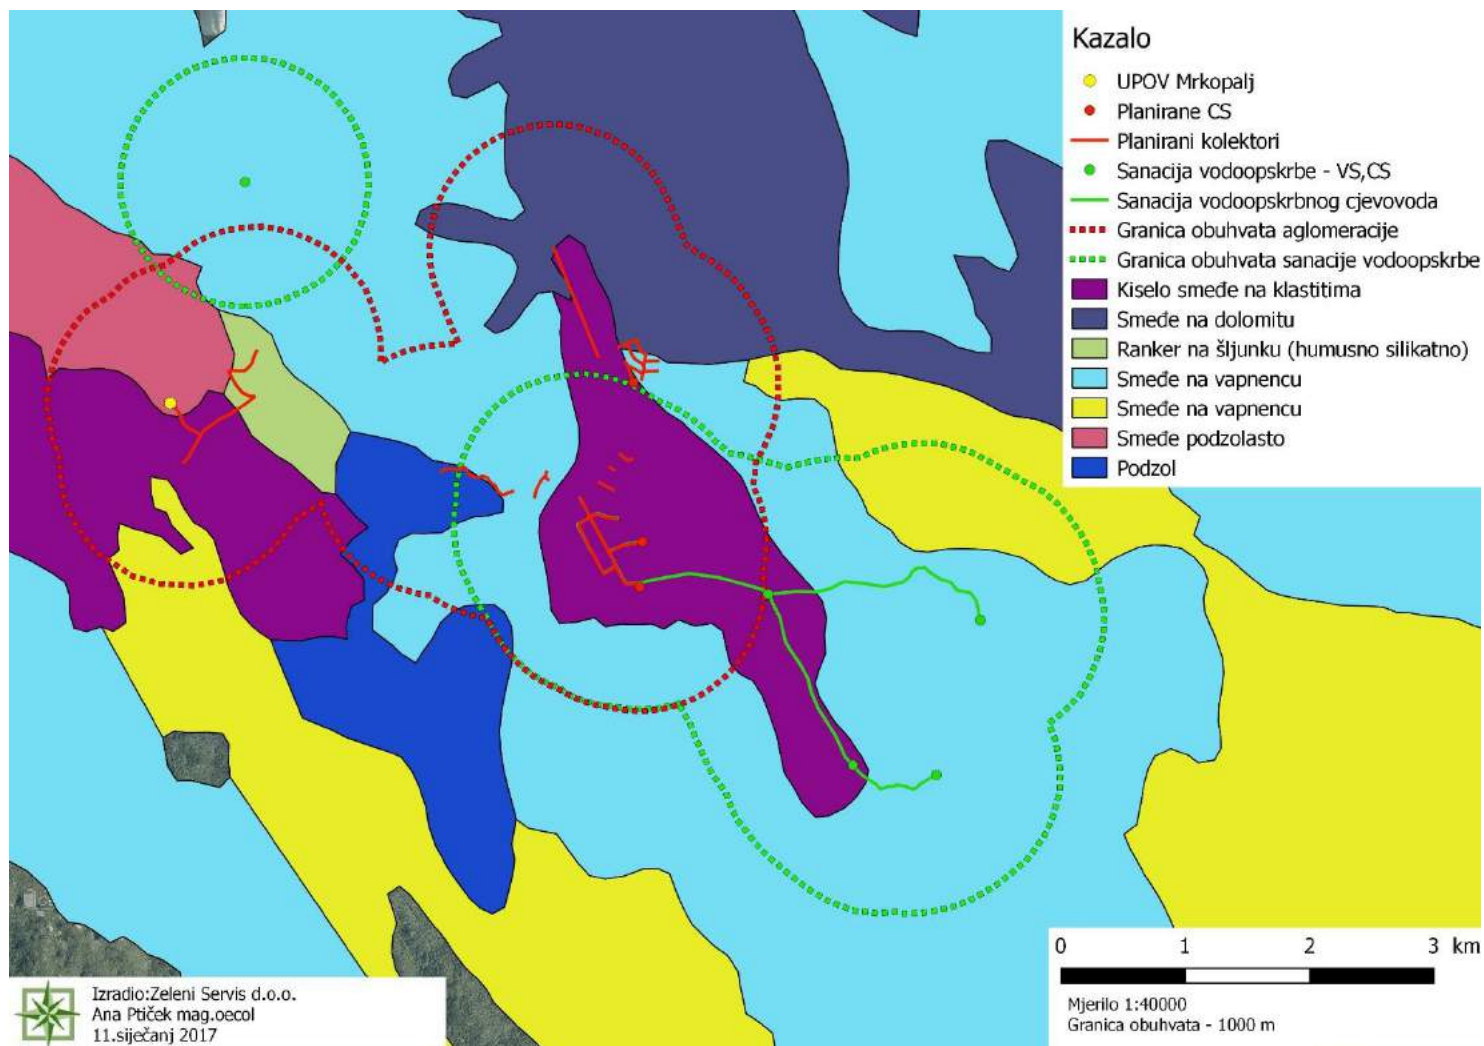 Kazalo
UPOV Mrkopalj
Planirane CS
Planirani kolektori
Sanacija vodoopskrbe - VS,CS
Sanacija vodoopskrbnog cjevovoda
Granica obuhvata aglomeracije
Granica obuhvata sanacije vodoopskrbe
Kiselo smeđe na klastitima
Smeđe na dolomitu
Ranker na šljunku (humusno silikatno)
Smeđe na vapnencu
Smeđe na vapnencu
Smeđe podzolasto
Podzol
0 1 2 3 km
Mjerilo 1:40000
Granica obuhvata - 1000 m
Izradio:Zeleni Servis d.o.o.
Ana Ptiček mag.oecol
11.siječanj 2017